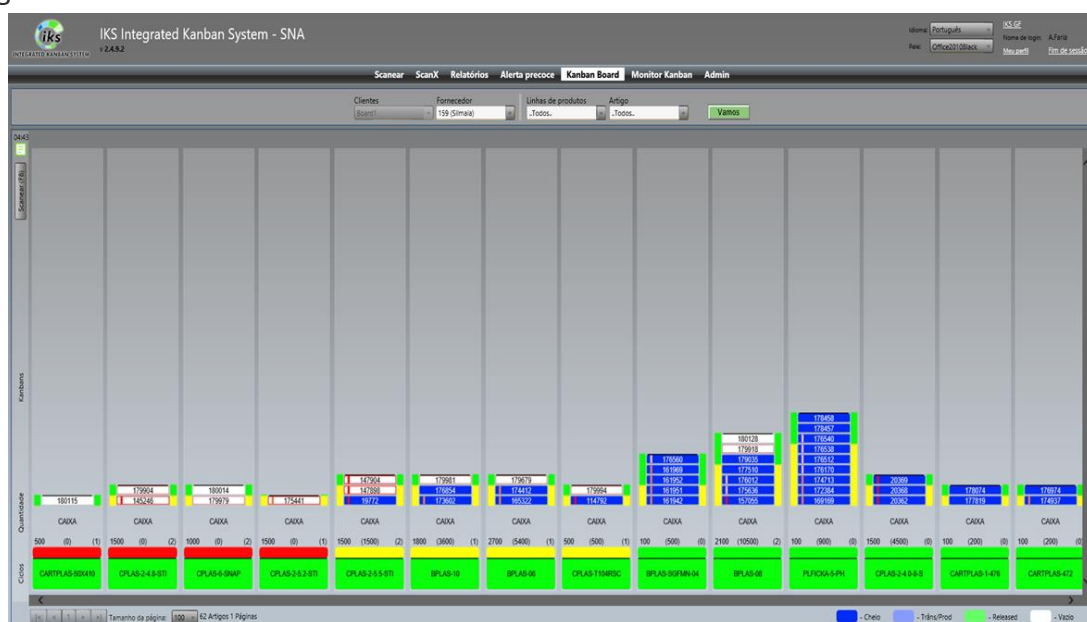 iks
INTEGRATED KANBAN SYSTEM
IKS Integrated Kanban System - SNA
v 2.4.9.2
Idioma: Português
Pele: Office2010Black
IKS GF
Nome de login: A.Faria
Meu perfil Fim de sessão
Scanear ScanX Relatórios Alerta precoce Kanban Board Monitor Kanban Admin
Clientes Fornecedor Linhas de produtos Artigo
Board1 159 (Silmaia) ..Todos.. ..Todos.. Vamos
04:43
Scanear (F8)
Kanbans
178458
178457
180128 176540
179918 176538
176560 179035 176512
161969 177510 176170
147904 179981 179679 161952 176012 174713 20369
179904 180014 147898 176854 174412 179994 161951 175636 172384 20368 178074 176974
180115 145246 179979 175441 19772 173602 165322 114792 161942 157055 169169 20362 177819 174937
Quantidade
CAIXA CAIXA CAIXA CAIXA CAIXA CAIXA CAIXA CAIXA CAIXA CAIXA CAIXA CAIXA CAIXA CAIXA
500 (0) (1) 1500 (0) (2) 1000 (0) (2) 1500 (0) (1) 1500 (1500) (2) 1800 (3600) (1) 2700 (5400) (1) 500 (500) (1) 100 (500) (0) 2100 (10500) (2) 100 (900) (0) 1500 (4500) (0) 100 (200) (0) 100 (200) (0)
Ciclos
CARTPLAS-50X410 CPLAS-2-4.8-STI CPLAS-6-SNAP CPLAS-2-5.2-STI CPLAS-2-5.5-STI BPLAS-10 BPLAS-06 CPLAS-T104RSC BPLAS-SGFMN-04 BPLAS-08 PLFICKA-5-PH CPLAS-2-4.0-8-S CARTPLAS-1-476 CARTPLAS-472
1 Tamanho da página: 100 62 Artigos 1 Páginas
- Cheio - Trâns/Prod - Released - Vazio